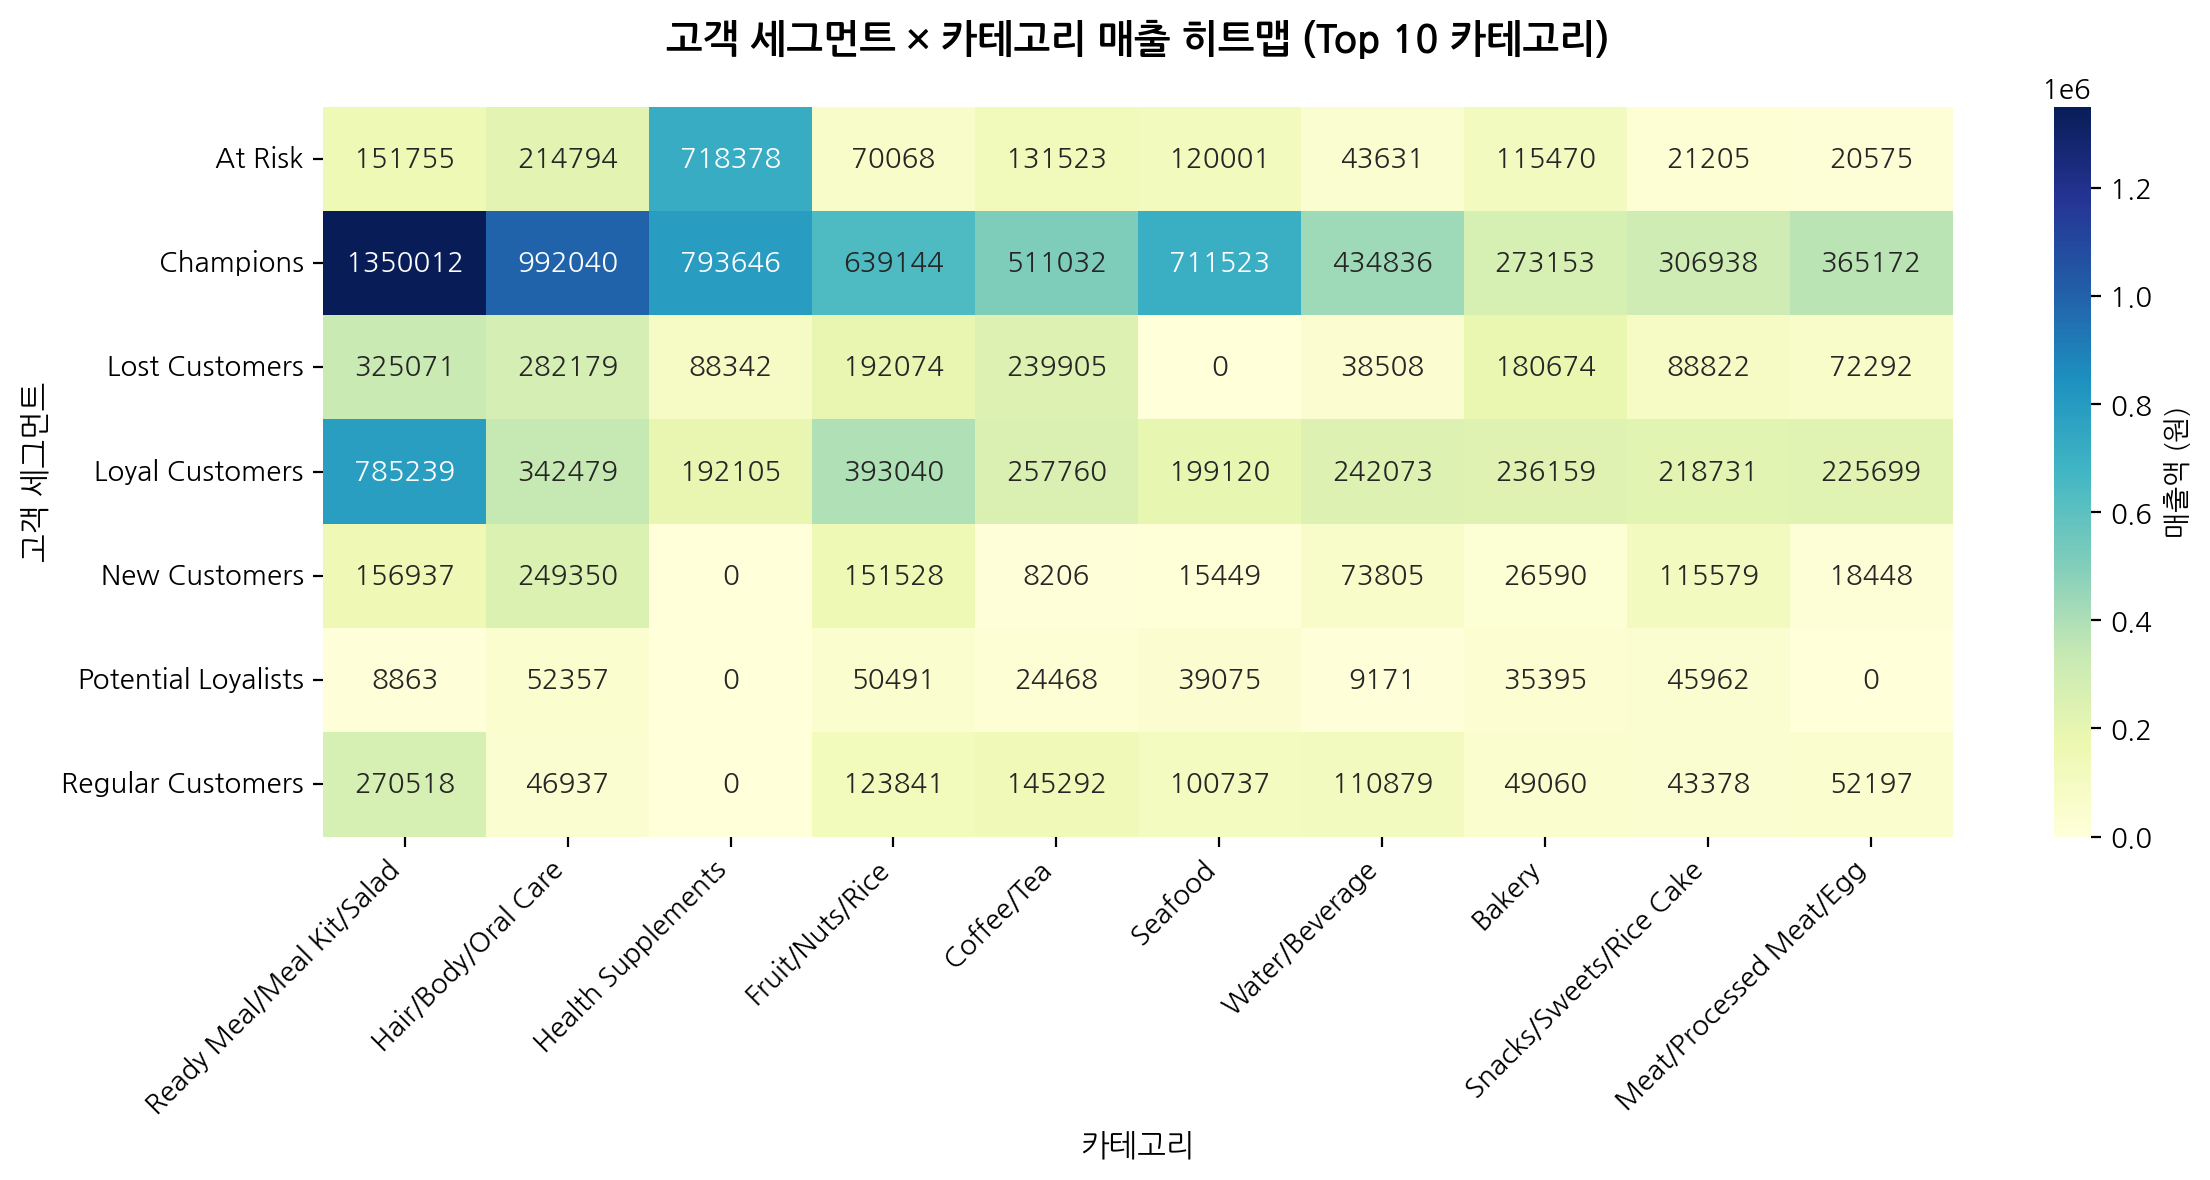 고객 세그먼트 × 카테고리 매출 히트맵 (Top 10 카테고리)
1e6
At Risk 151755 214794 718378 70068 131523 120001 43631 115470 21205 20575
Champions 1350012 992040 793646 639144 511032 711523 434836 273153 306938 365172
Lost Customers 325071 282179 88342 192074 239905 0 38508 180674 88822 72292
Loyal Customers 785239 342479 192105 393040 257760 199120 242073 236159 218731 225699
New Customers 156937 249350 0 151528 8206 15449 73805 26590 115579 18448
Potential Loyalists 8863 52357 0 50491 24468 39075 9171 35395 45962 0
Regular Customers 270518 46937 0 123841 145292 100737 110879 49060 43378 52197
고객 세그먼트
Ready Meal/Meal Kit/Salad
Hair/Body/Oral Care
Health Supplements
Fruit/Nuts/Rice
Coffee/Tea
Seafood
Water/Beverage
Bakery
Snacks/Sweets/Rice Cake
Meat/Processed Meat/Egg
카테고리
1.2
1.0
0.8
0.6
0.4
0.2
0.0
매출액 (원)